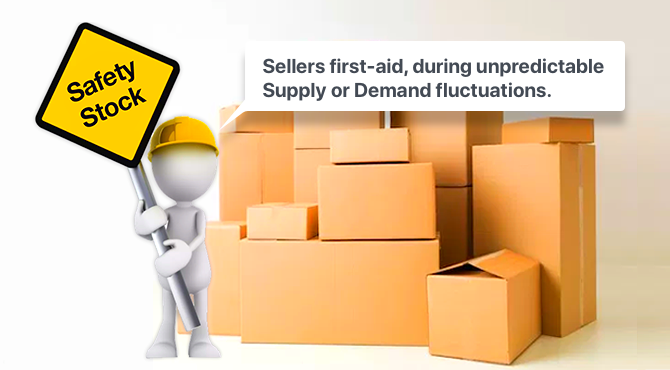 Safety
Stock
Sellers first-aid, during unpredictable
Supply or Demand fluctuations.